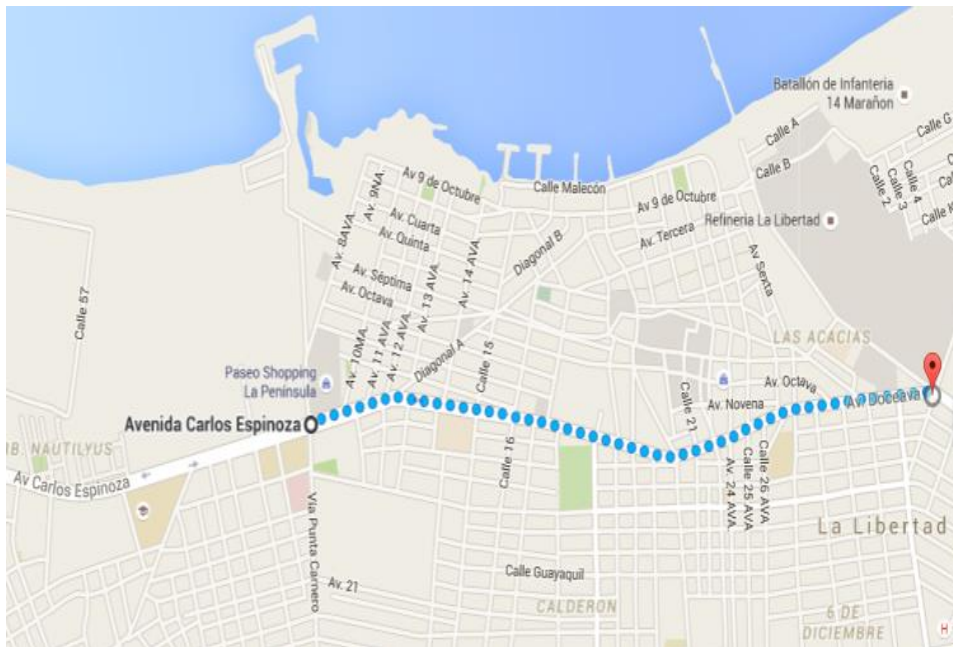 Batallón de Infanteria
14 Marañon
Calle A
Calle G
Calle B
Calle 4
Calle 3
Calle 2
Calle K
Av 9 de Octubre
Calle Malecón
Av 9 de Octubre
Av. 9NA.
Av. 8AVA.
Av. Cuarta
Av. Quinta
Refineria La Libertad
Av. Tercera
Diagonal B
Av. 14 AVA.
Av. 13 AVA.
Av Sexta
Av. Séptima
Av. Octava
Calle 57
Av. 10MA.
Av. 11 AVA
Av. 12 AVA.
Diagonal A
Calle 15
LAS ACACIAS
Paseo Shopping
La Península
Av. Octava
Av. Novena
Av. Doceava
Calle 21
Avenida Carlos Espinoza
NAUTILYUS
Av Carlos Espinoza
Calle 16
Av. 24 AVA.
Calle 25 AVA
Calle 26 AVA
La Libertad
Vía Punta Carnero
Av. 21
Calle Guayaquil
CALDERON
6 DE
DICIEMBRE
H